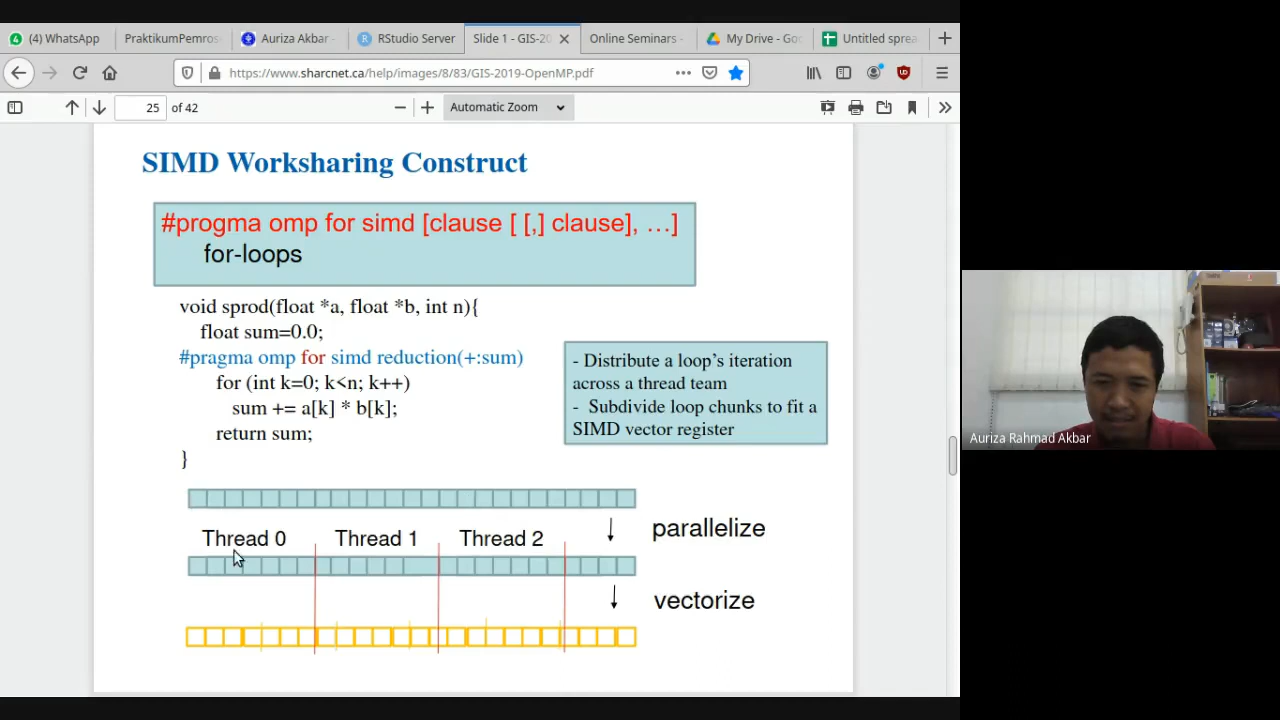 (4) WhatsApp
PraktikumPemros
Auriza Akbar -
RStudio Server
Slide 1 - GIS-20
Online Seminars -
My Drive - Goo
Untitled sprea
https://www.sharcnet.ca/help/images/8/83/GIS-2019-OpenMP.pdf
25 of 42
Automatic Zoom
SIMD Worksharing Construct
#progma omp for simd [clause [ [,] clause], …]
for-loops
void sprod(float *a, float *b, int n){
float sum=0.0;
#pragma omp for simd reduction(+:sum)
for (int k=0; k<n; k++)
sum += a[k] * b[k];
return sum;
}
- Distribute a loop's iteration
across a thread team
- Subdivide loop chunks to fit a
SIMD vector register
Thread 0 Thread 1 Thread 2
parallelize
vectorize
Auriza Rahmad Akbar